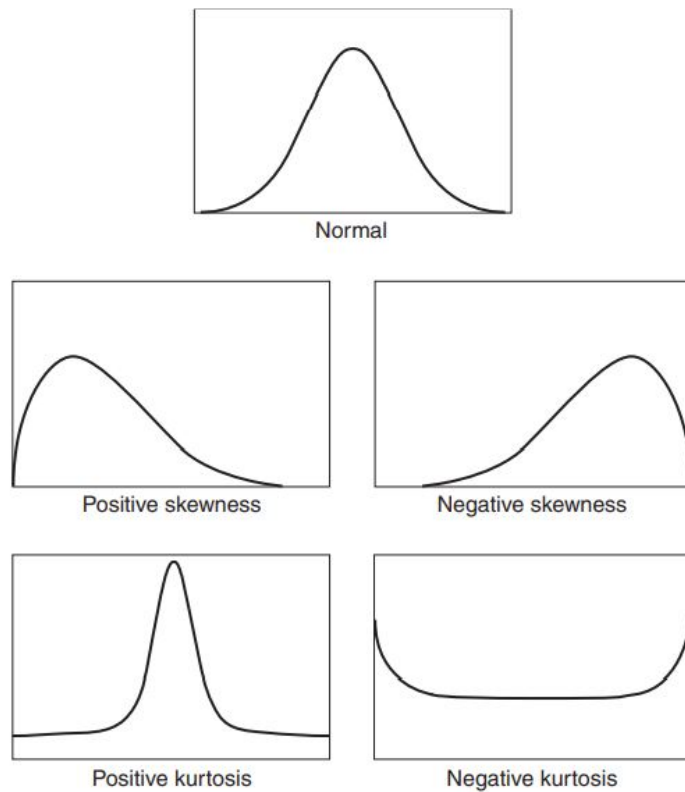 Normal
Positive skewness
Negative skewness
Positive kurtosis
Negative kurtosis